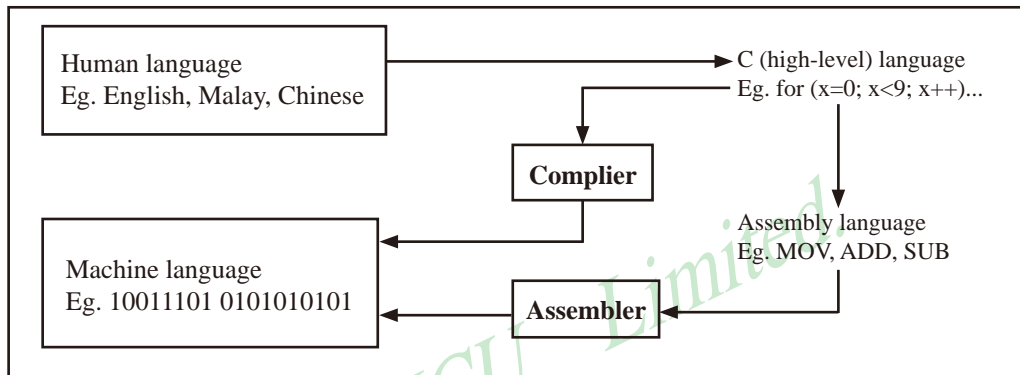 Human language
Eg. English, Malay, Chinese
C (high-level) language
Eg. for (x=0; x<9; x++)...
Complier
Assembly language
Eg. MOV, ADD, SUB
Machine language
Eg. 10011101 0101010101
Assembler
Limited.